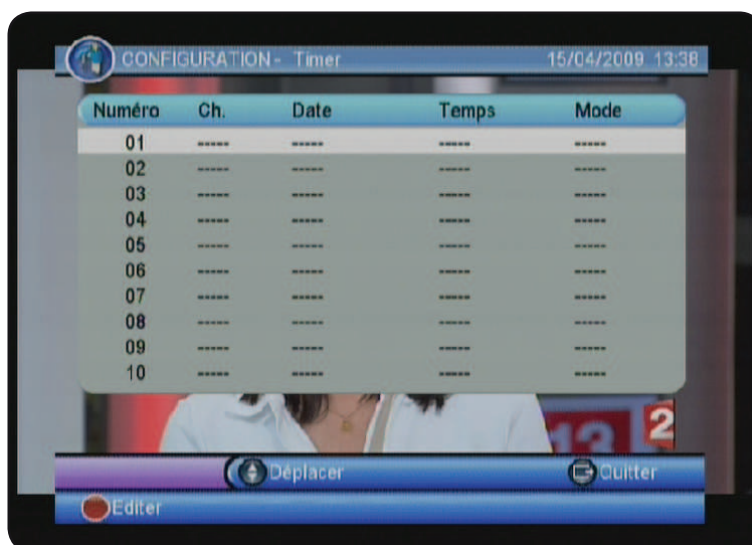 CONFIGURATION - Timer 15/04/2009 13:38
Numéro Ch. Date Temps Mode
01 ----- ----- ----- -----
02 ----- ----- ----- -----
03 ----- ----- ----- -----
04 ----- ----- ----- -----
05 ----- ----- ----- -----
06 ----- ----- ----- -----
07 ----- ----- ----- -----
08 ----- ----- ----- -----
09 ----- ----- ----- -----
10 ----- ----- ----- -----
13 2
Déplacer Quitter
Editer